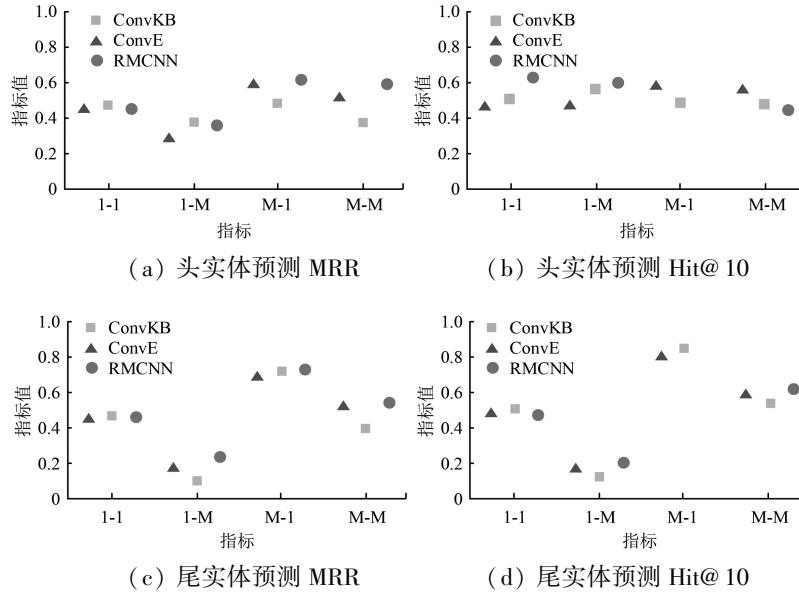 1.0
0.8
0.6
0.4
0.2
0
指标值
ConvKB
ConvE
RMCNN
1-1
1-M
M-1
M-M
指标
(a) 头实体预测 MRR
1.0
0.8
0.6
0.4
0.2
0
指标值
ConvKB
ConvE
RMCNN
1-1
1-M
M-1
M-M
指标
(b) 头实体预测 Hit@10
1.0
0.8
0.6
0.4
0.2
0
指标值
ConvKB
ConvE
RMCNN
1-1
1-M
M-1
M-M
指标
(c) 尾实体预测 MRR
1.0
0.8
0.6
0.4
0.2
0
指标值
ConvKB
ConvE
RMCNN
1-1
1-M
M-1
M-M
指标
(d) 尾实体预测 Hit@10